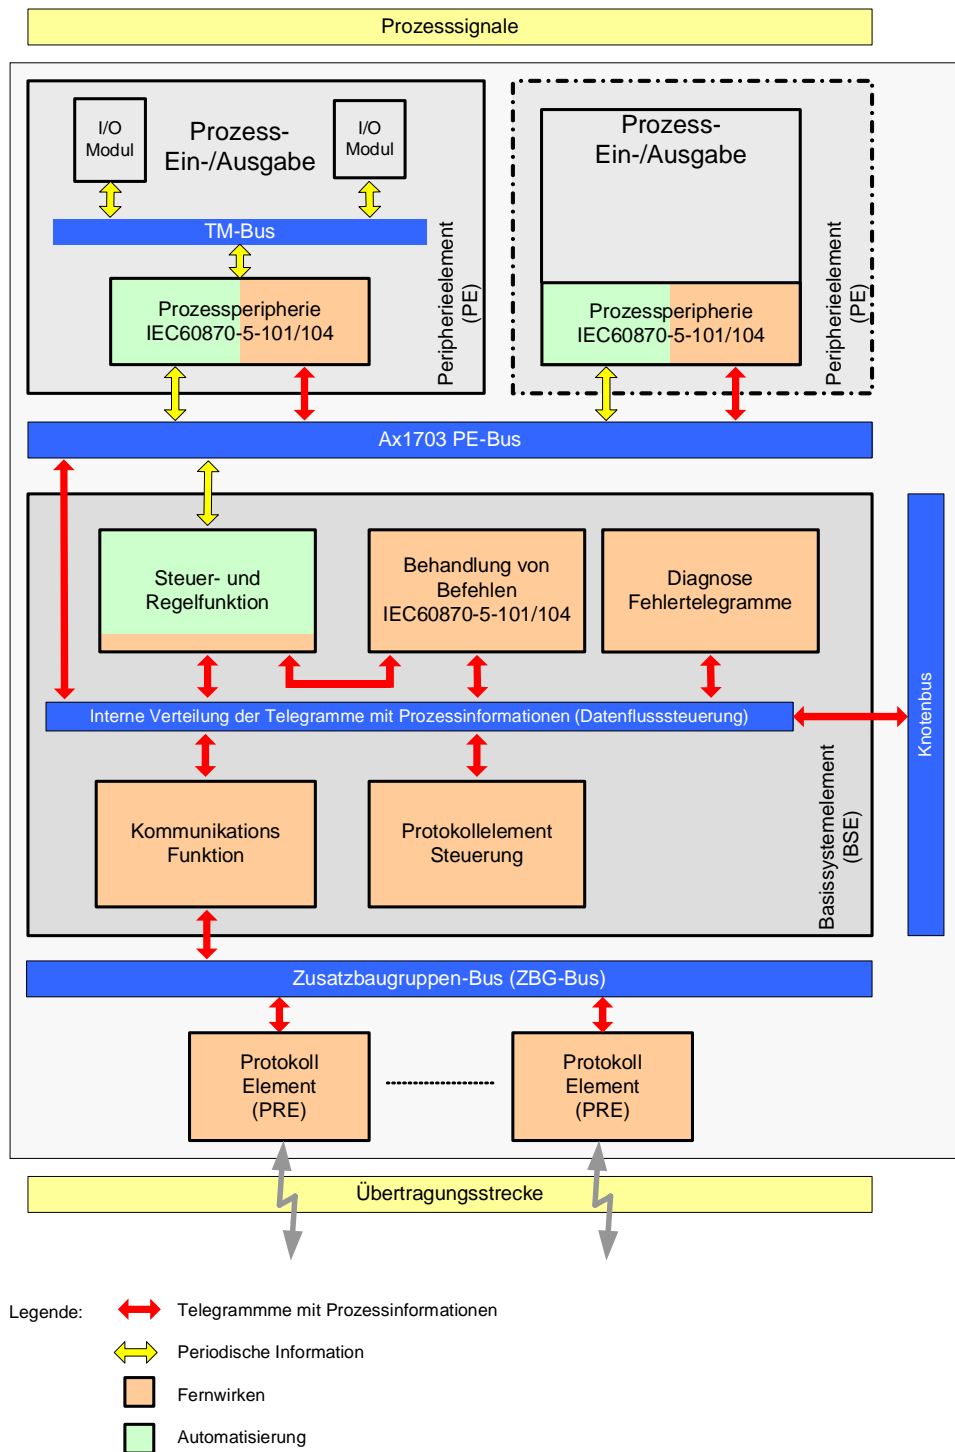 Prozesssignale
I/O
Modul
Prozess-
Ein-/Ausgabe
I/O
Modul
TM-Bus
Prozessperipherie
IEC60870-5-101/104
Peripherieelement
(PE)
Prozess-
Ein-/Ausgabe
Prozessperipherie
IEC60870-5-101/104
Peripherieelement
(PE)
Ax1703 PE-Bus
Steuer- und
Regelfunktion
Behandlung von
Befehlen
IEC60870-5-101/104
Diagnose
Fehlertelegramme
Interne Verteilung der Telegramme mit Prozessinformationen (Datenflusssteuerung)
Knotenbus
Kommunikations
Funktion
Protokollelement
Steuerung
Basissystemelement
(BSE)
Zusatzbaugruppen-Bus (ZBG-Bus)
Protokoll
Element
(PRE)
Protokoll
Element
(PRE)
Übertragungsstrecke
Legende:
Telegrammme mit Prozessinformationen
Periodische Information
Fernwirken
Automatisierung